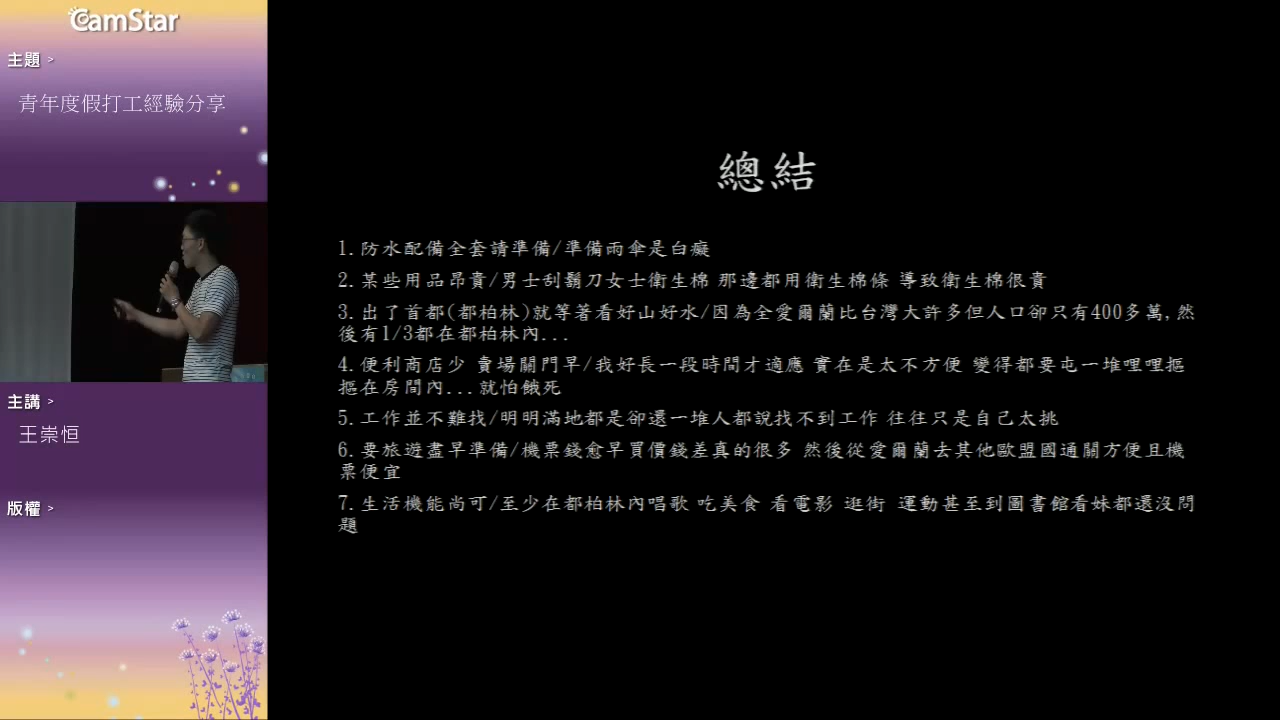 CamStar
主題 >
青年度假打工經驗分享
主講 >
王崇恒
版權 >
總結
1.防水配備全套請準備/準備雨傘是白癡
2.某些用品昂貴/男士刮鬍刀女士衛生棉 那邊都用衛生棉條 導致衛生棉很貴
3.出了首都(都柏林)就等著看好山好水/因為全愛爾蘭比台灣大許多但人口卻只有400多萬,然
後有1/3都在都柏林內...
4.便利商店少 賣場關門早/我好長一段時間才適應 實在是太不方便 變得都要屯一堆哩哩摳
摳在房間內...就怕餓死
5.工作並不難找/明明滿地都是卻還一堆人都說找不到工作 往往只是自己太挑
6.要旅遊盡早準備/機票錢愈早買價錢差真的很多 然後從愛爾蘭去其他歐盟國通關方便且機
票便宜
7.生活機能尚可/至少在都柏林內唱歌 吃美食 看電影 逛街 運動甚至到圖書館看妹都還沒問
題